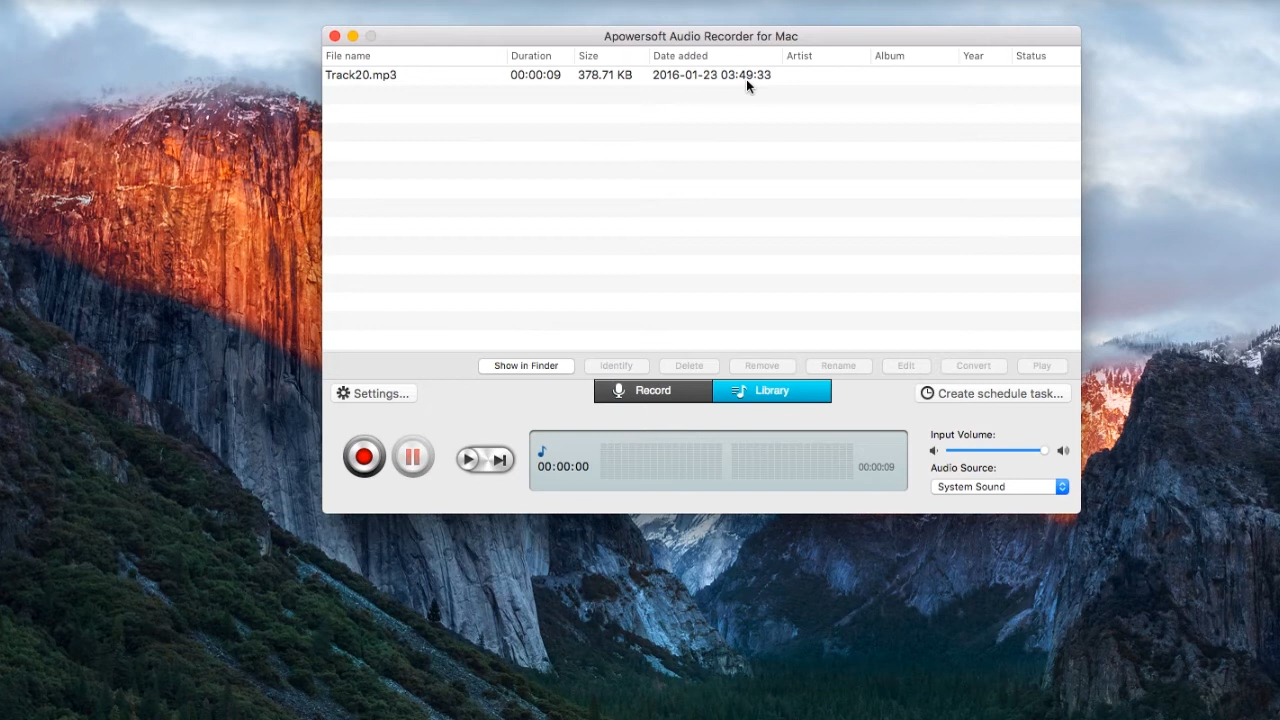 Apowersoft Audio Recorder for Mac
File name Duration Size Date added Artist Album Year Status
Track20.mp3 00:00:09 378.71 KB 2016-01-23 03:49:33
Show in Finder Identify Delete Remove Rename Edit Convert Play
Settings... Record Library Create schedule task...
Input Volume:
00:00:00 00:00:09
Audio Source:
System Sound